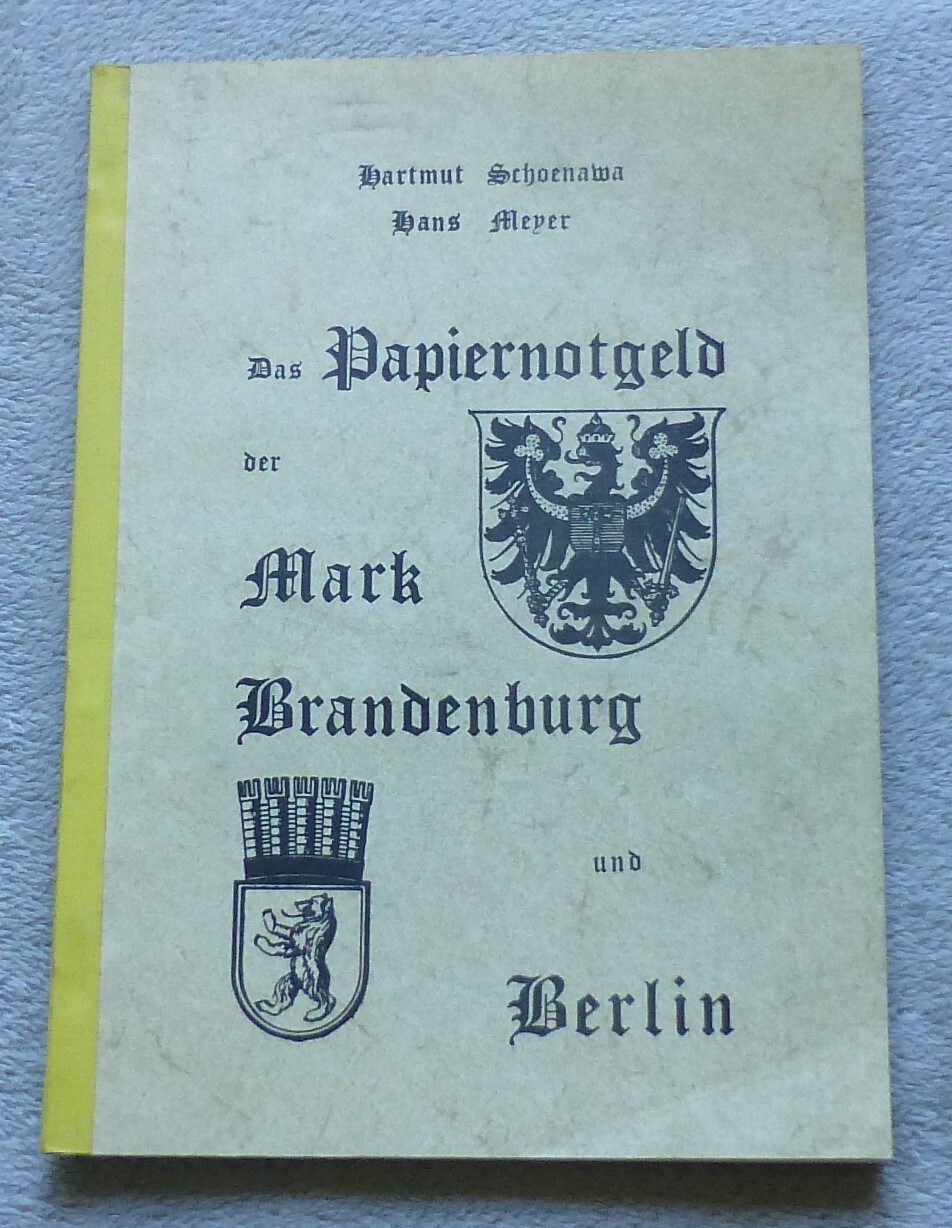 Hartmut Schoenawa
Hans Meyer
Das Papiernotgeld
der
Mark
Brandenburg
und
Berlin